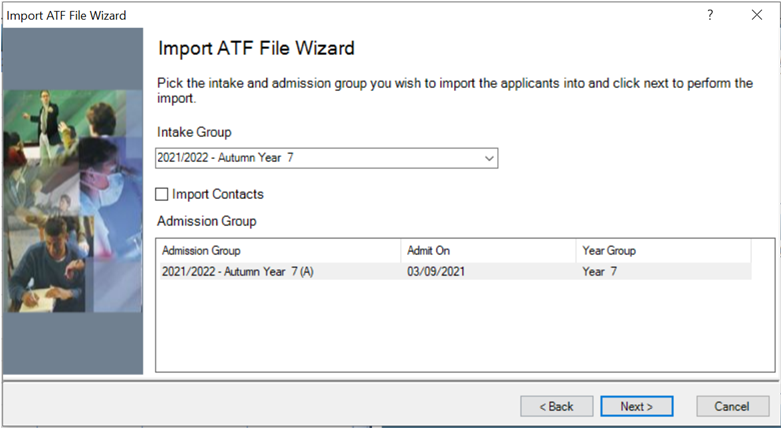 Import ATF File Wizard
?
Import ATF File Wizard
Pick the intake and admission group you wish to import the applicants into and click next to perform the
import.
Intake Group
2021/2022 - Autumn Year 7
Import Contacts
Admission Group
Admission Group Admit On Year Group
2021/2022 - Autumn Year 7 (A) 03/09/2021 Year 7
< Back Next > Cancel